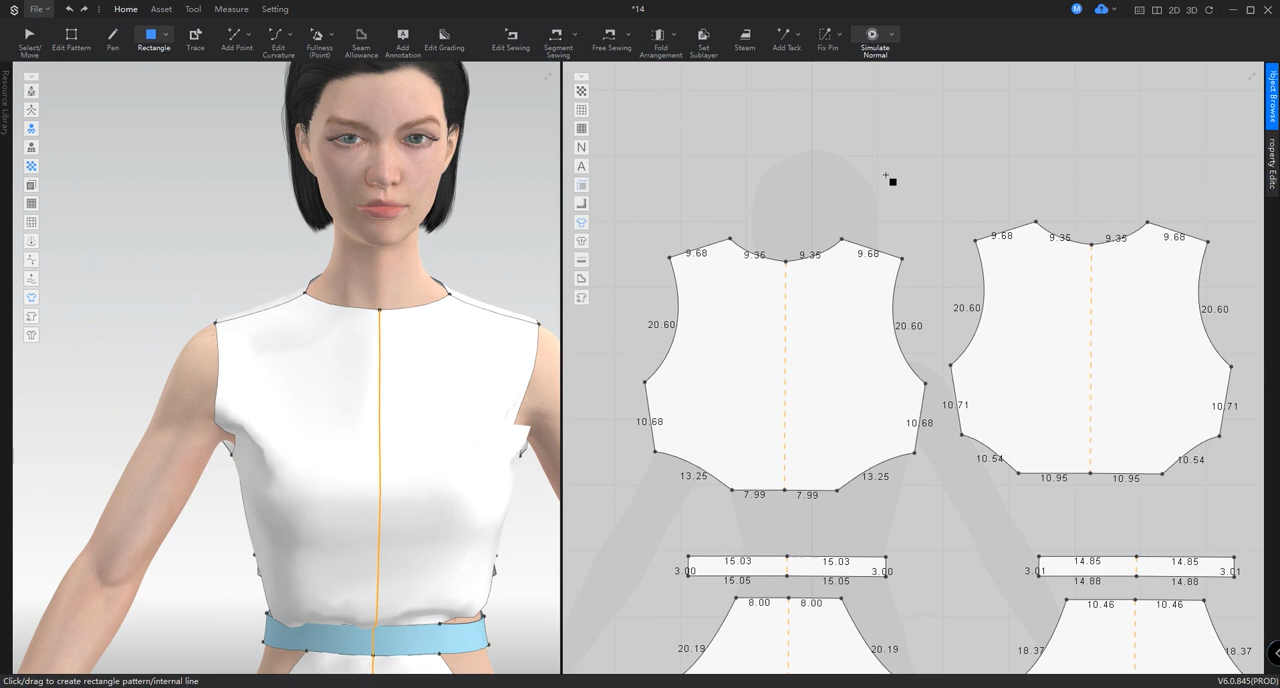 File
Home
Asset
Tool
Measure
Setting
*14
M
2D
3D
Select/
Move
Edit Pattern
Pen
Rectangle
Trace
Add Point
Edit
Curvature
Fullness
(Point)
Seam
Allowance
Add
Annotation
Edit Grading
Edit Sewing
Segment
Sewing
Free Sewing
Fold
Arrangement
Set
Sublayer
Steam
Add Tack
Fix Pin
Simulate
Normal
Resource Library
N
A
9.68
9.35
9.35
9.68
20.60
20.60
10.68
10.68
13.25
13.25
7.99
7.99
9.68
9.35
9.35
9.68
20.60
20.60
10.71
10.71
10.54
10.54
10.95
10.95
15.03
15.03
3.00
3.00
15.05
15.05
14.85
14.85
3.01
3.01
14.88
14.88
8.00
8.00
20.19
20.19
10.46
10.46
18.37
18.37
bject Browse
roperty Editc
Click/drag to create rectangle pattern/internal line
V6.0.845(PROD)